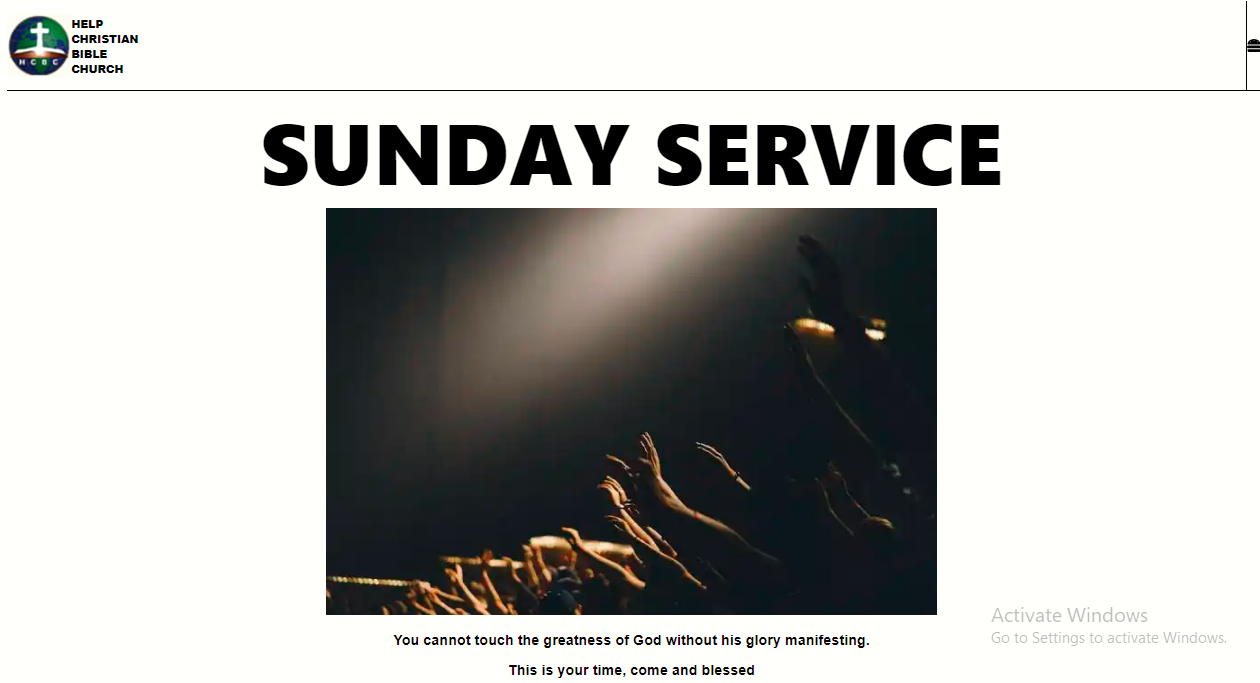 HELP
CHRISTIAN
BIBLE
CHURCH
HCBC
SUNDAY SERVICE
You cannot touch the greatness of God without his glory manifesting.
This is your time, come and blessed
Activate Windows
Go to Settings to activate Windows.